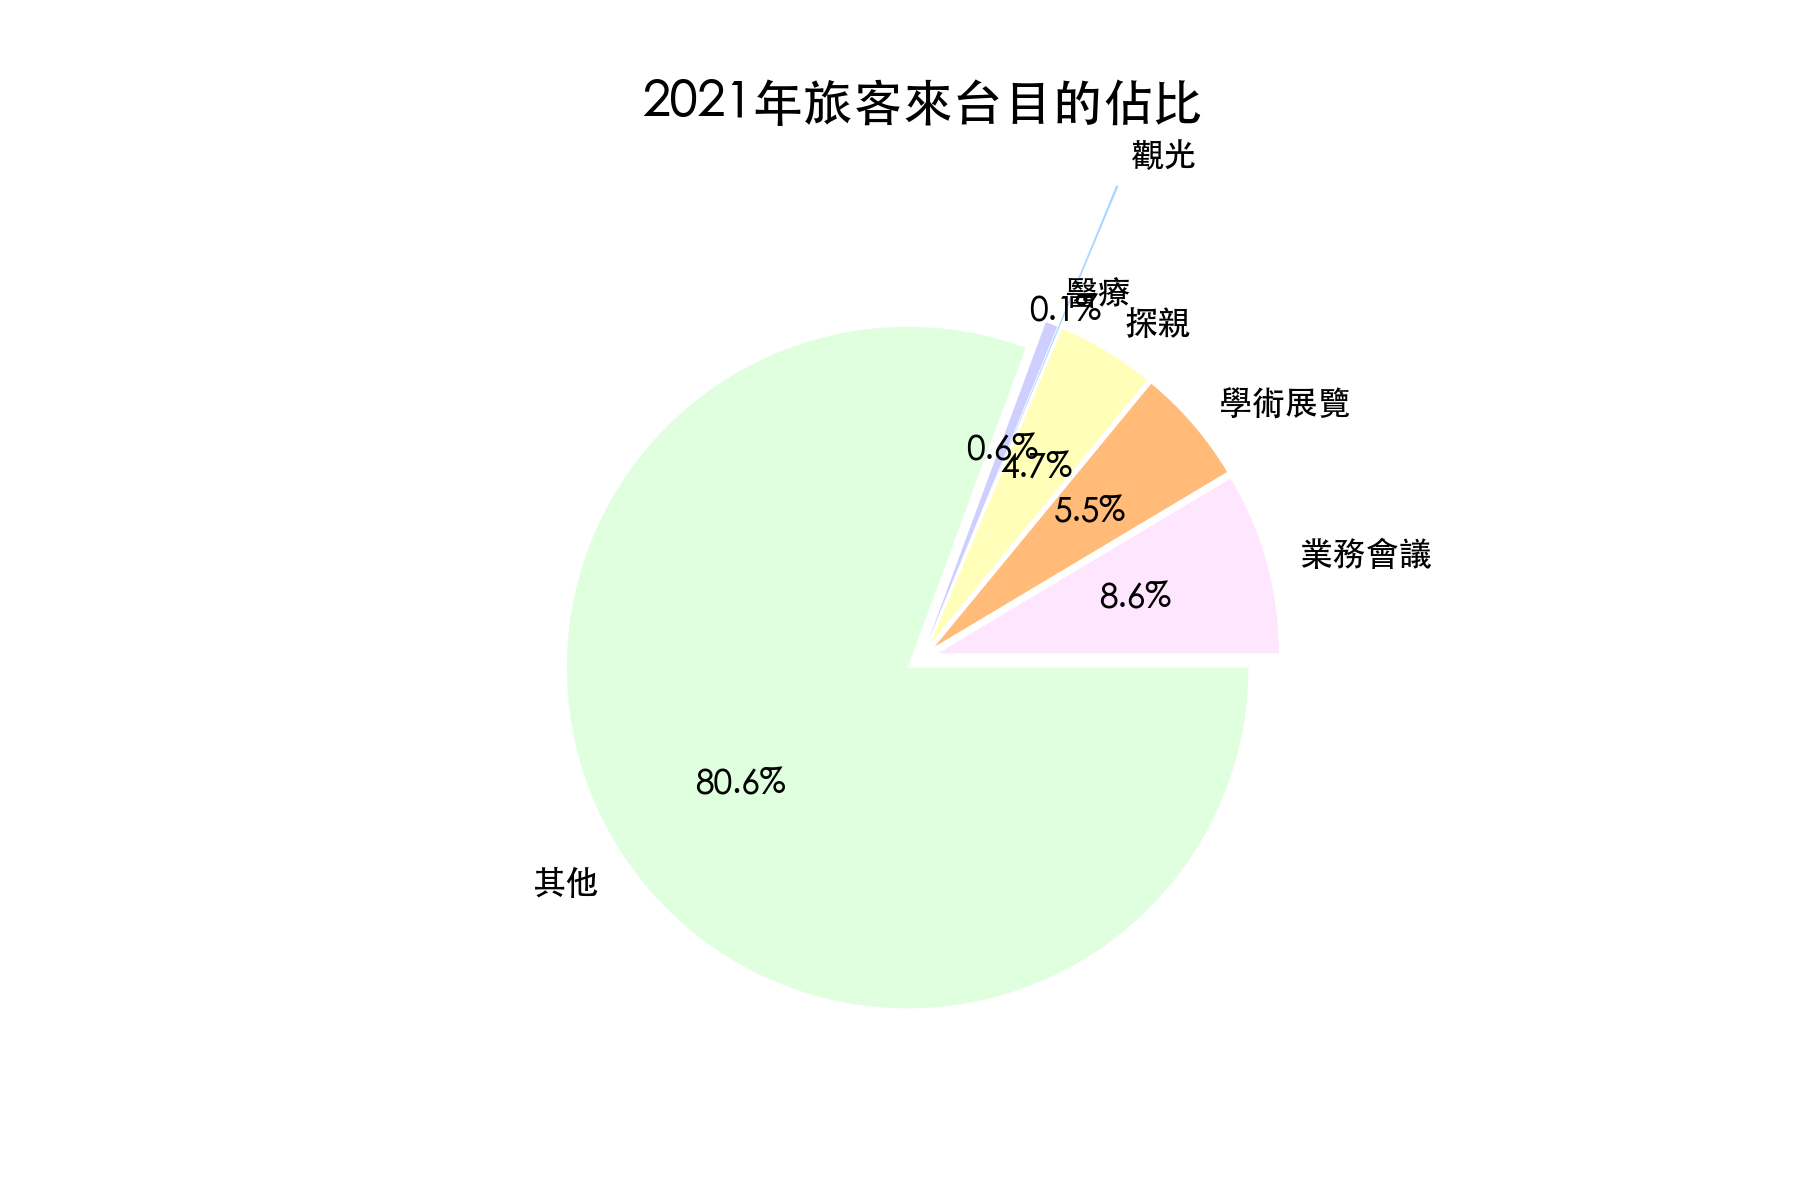 2021年旅客來台目的佔比
觀光
醫療
0.1%
探親
學術展覽
0.6%
4.7%
5.5%
業務會議
8.6%
80.6%
其他